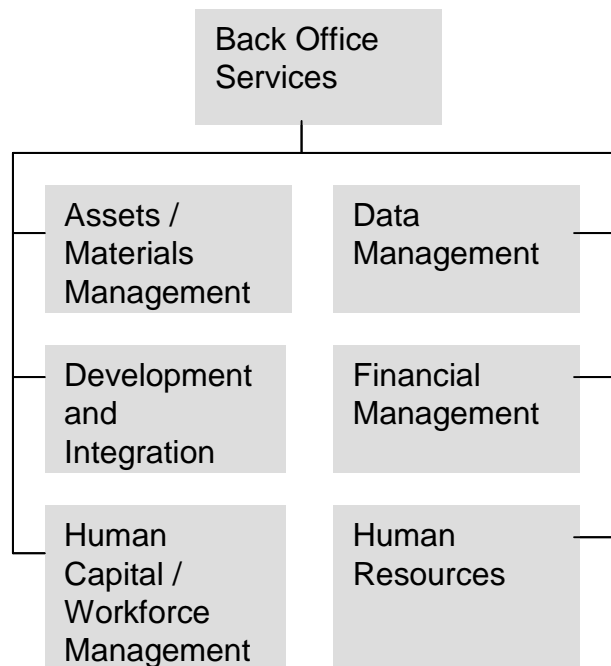 Back Office
Services
Assets /
Materials
Management
Data
Management
Development
and
Integration
Financial
Management
Human
Capital /
Workforce
Management
Human
Resources